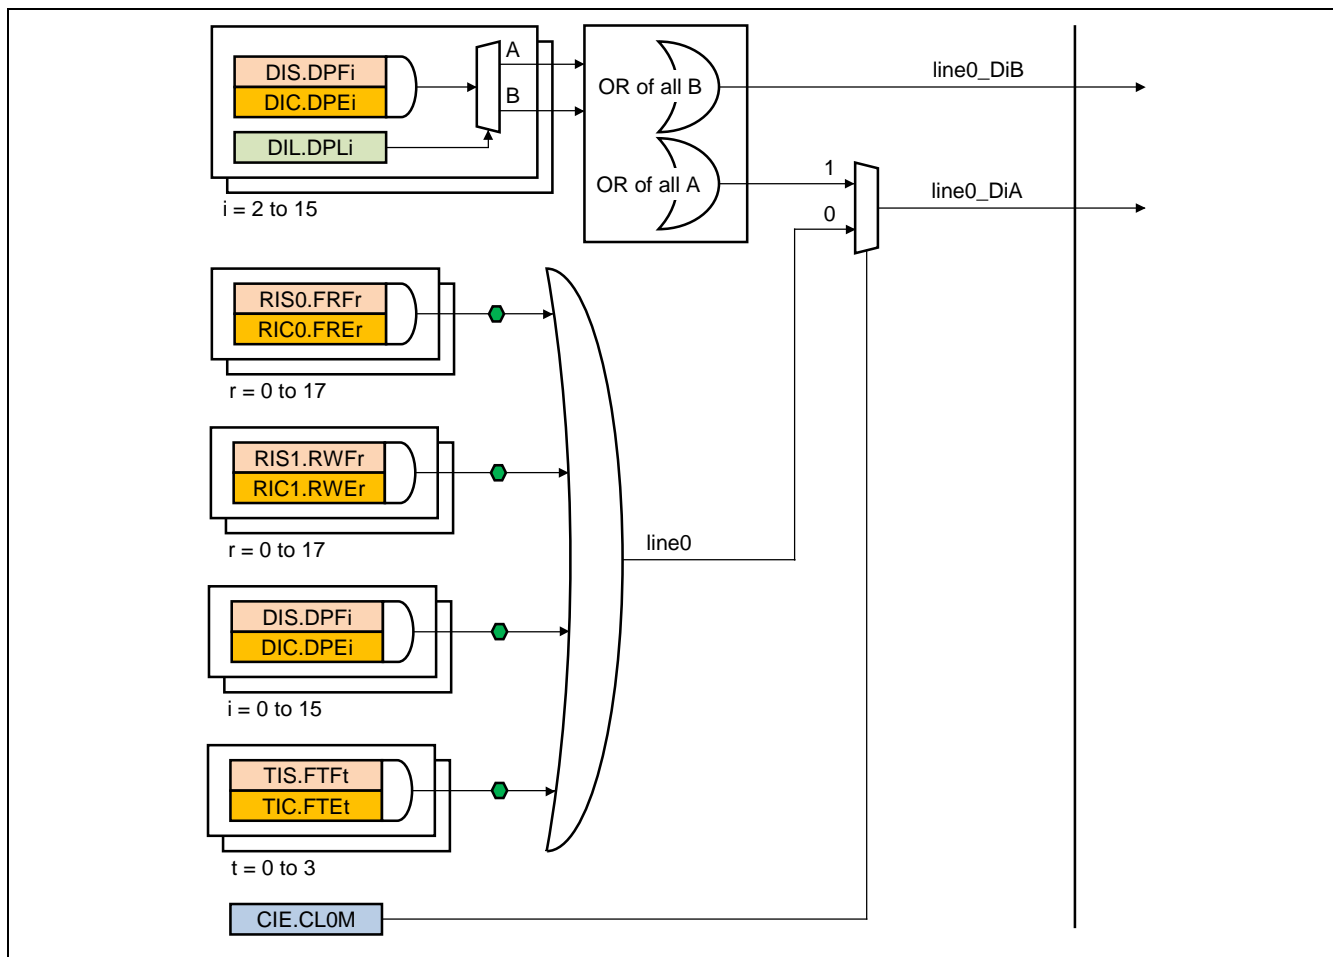 DIS.DPFi
DIC.DPEi
DIL.DPLi
A
B
i = 2 to 15
OR of all B
OR of all A
line0_DiB
1
0
line0_DiA
RIS0.FRFr
RIC0.FREr
r = 0 to 17
RIS1.RWFr
RIC1.RWEr
r = 0 to 17
line0
DIS.DPFi
DIC.DPEi
i = 0 to 15
TIS.FTFt
TIC.FTEt
t = 0 to 3
CIE.CL0M